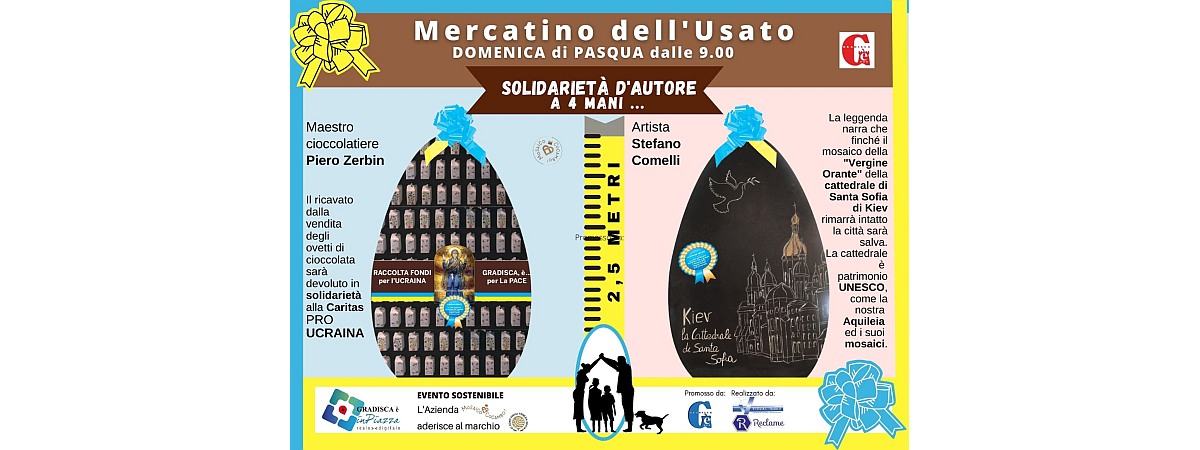 Mercatino dell'Usato
DOMENICA di PASQUA dalle 9.00
SOLIDARIETÀ D'AUTORE
A 4 MANI ...
Maestro
cioccolatiere
Piero Zerbin
Il ricavato
dalla
vendita
degli
ovetti di
cioccolata
sarà
devoluto in
solidarietà
alla Caritas
PRO
UCRAINA
RACCOLTA FONDI
per l'UCRAINA
GRADISCA, è...
per La PACE
2,5 METRI
Artista
Stefano
Comelli
Kiev
la Cattedrale
di Santa
Sofia
La leggenda
narra che
finché il
mosaico della
"Vergine
Orante" della
cattedrale di
Santa Sofia
di Kiev
rimarrà intatto
la città sarà
salva.
La cattedrale
è
patrimonio
UNESCO,
come la
nostra
Aquileia
ed i suoi
mosaici.
GRADISCA è
inPiazza
reale&digitale
EVENTO SOSTENIBILE
L'Azienda
aderisce al marchio
Promosso da:
Realizzato da:
Reclame